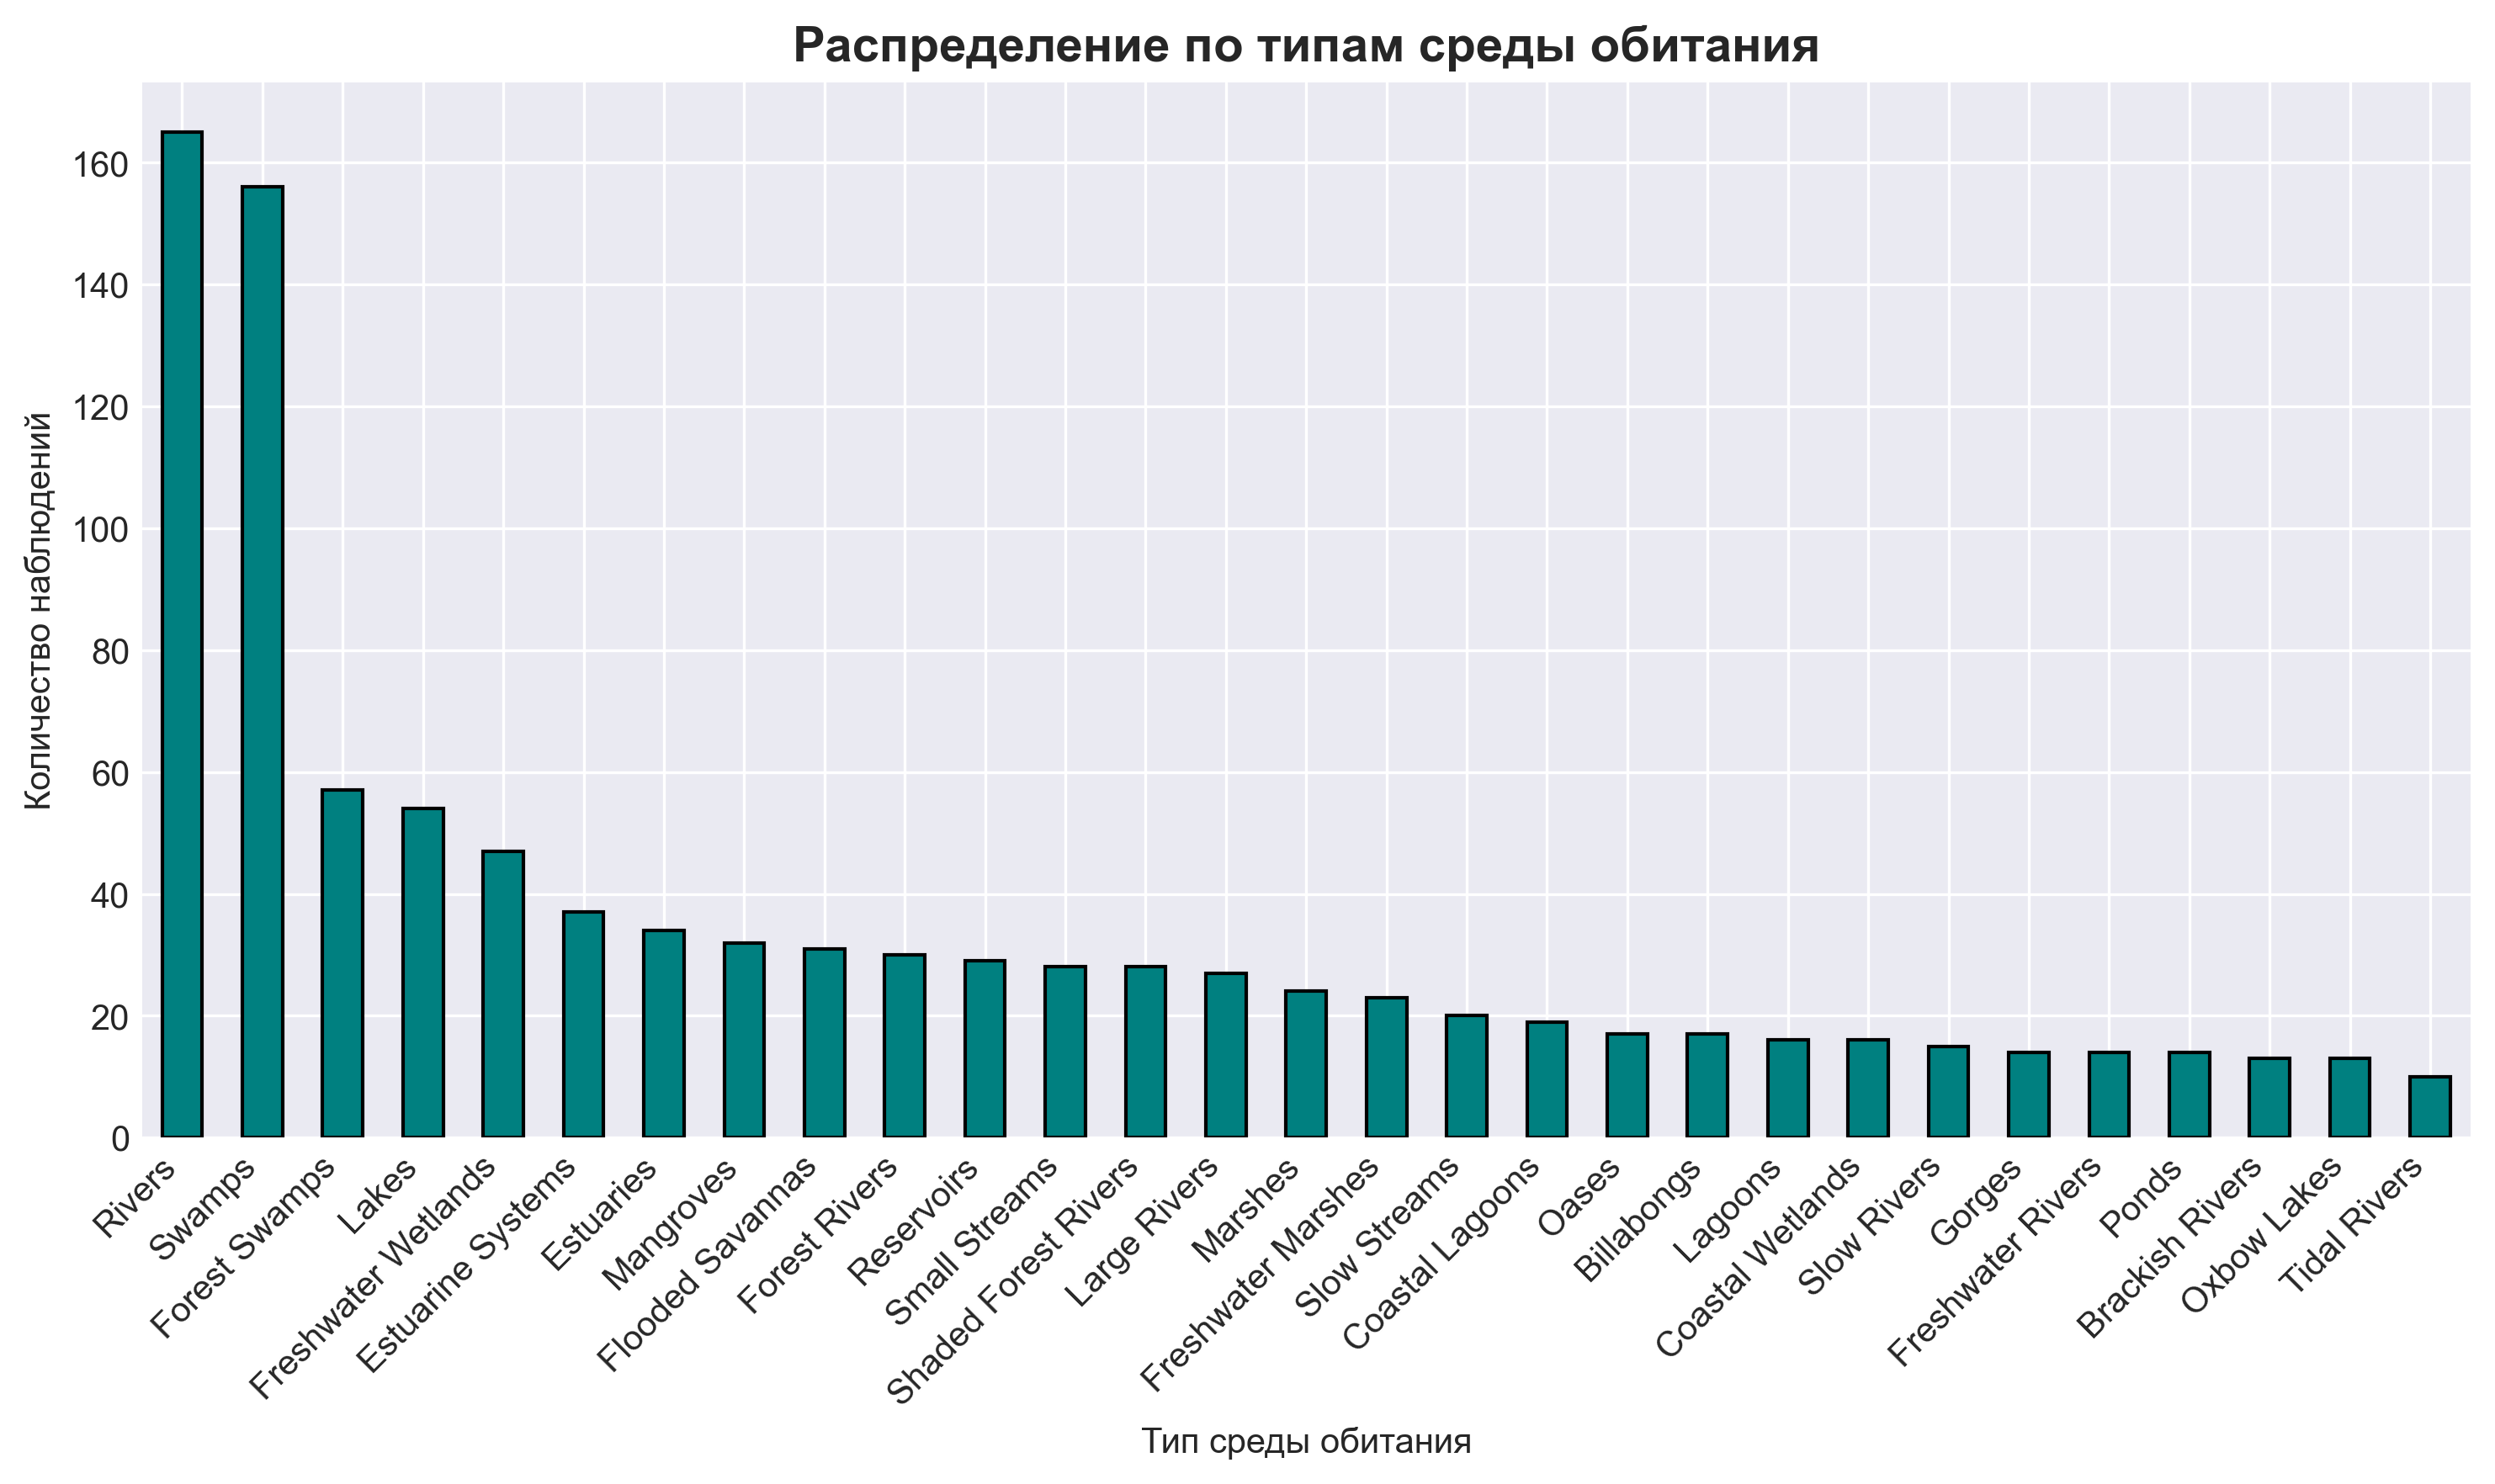 Распределение по типам среды обитания
Количество наблюдений
160
140
120
100
80
60
40
20
0
Rivers
Swamps
Forest Swamps
Lakes
Freshwater Wetlands
Estuarine Systems
Estuaries
Mangroves
Flooded Savannas
Forest Rivers
Reservoirs
Small Streams
Shaded Forest Rivers
Large Rivers
Marshes
Freshwater Marshes
Slow Streams
Coastal Lagoons
Oases
Billabongs
Lagoons
Coastal Wetlands
Slow Rivers
Gorges
Freshwater Rivers
Ponds
Brackish Rivers
Oxbow Lakes
Tidal Rivers
Тип среды обитания